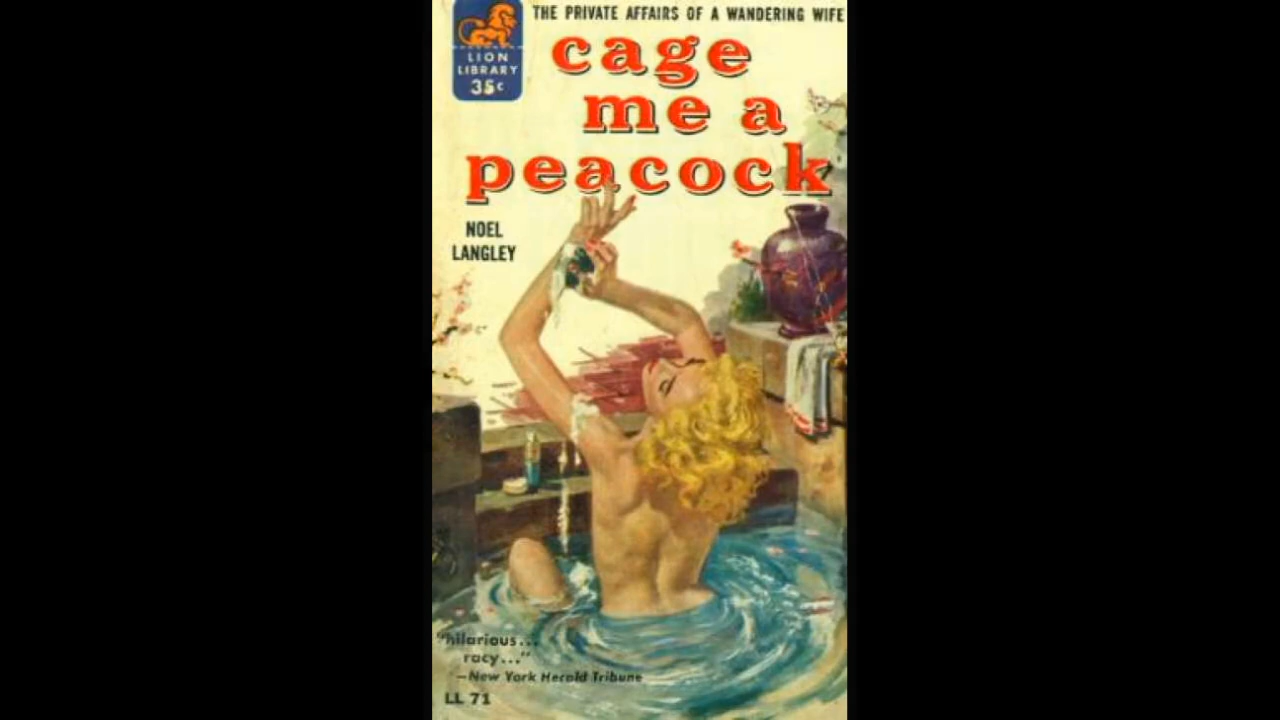 THE PRIVATE AFFAIRS OF A WANDERING WIFE
LION
LIBRARY
35¢
cage
me a
peacock
NOEL
LANGLEY
"hilarious...
racy..."
—New York Herald Tribune
LL 71